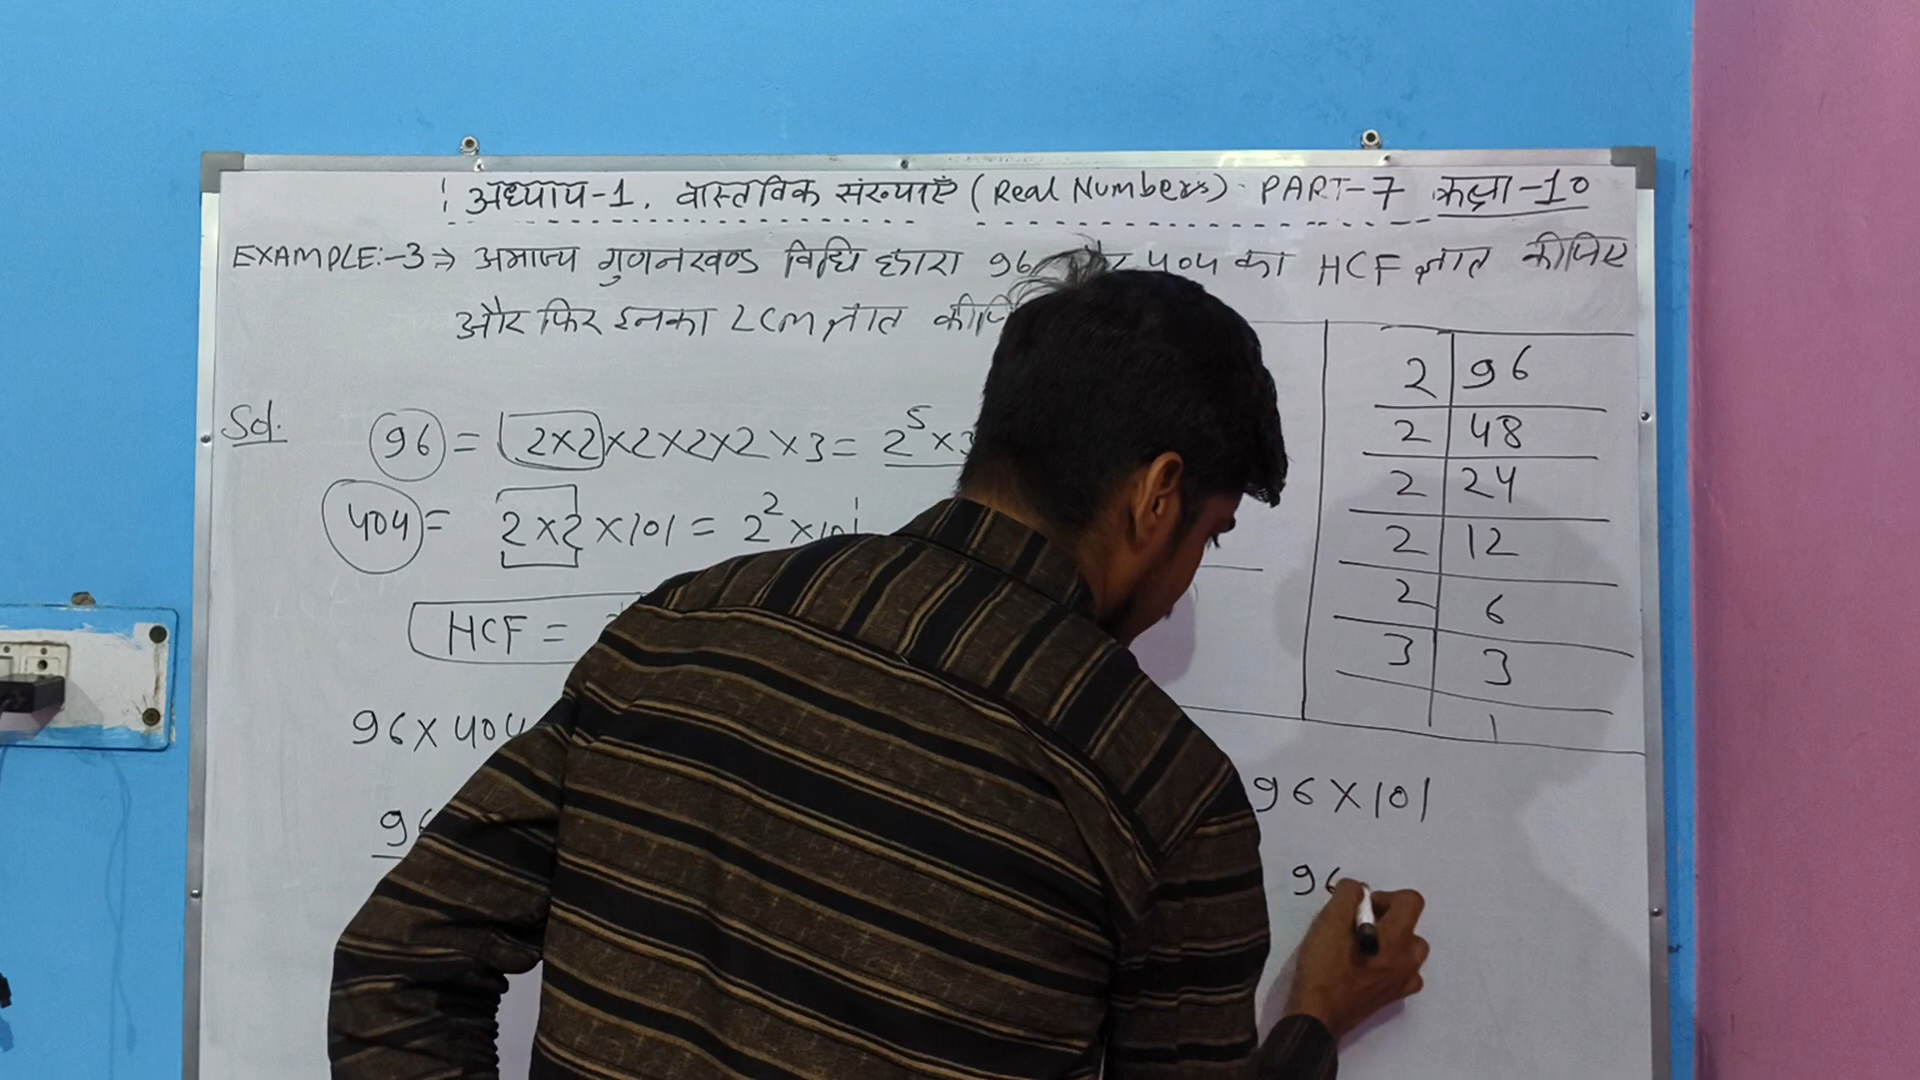 अध्याय-1. वास्तविक संख्याएँ (Real Numbers). PART-7 कक्षा-10
EXAMPLE:-3⇒ अभाज्य गुणनखण्ड विधि द्वारा 96 404 का HCF ज्ञात कीजिए
और फिर इनका LCM ज्ञात
Sol.
96 = 2×2×2×2×2×3 = 2⁵×3
404 = 2×2×101 = 2²×101
HCF =
96×404
2 | 96
2 | 48
2 | 24
2 | 12
2 | 6
3 | 3
1
96×101
96